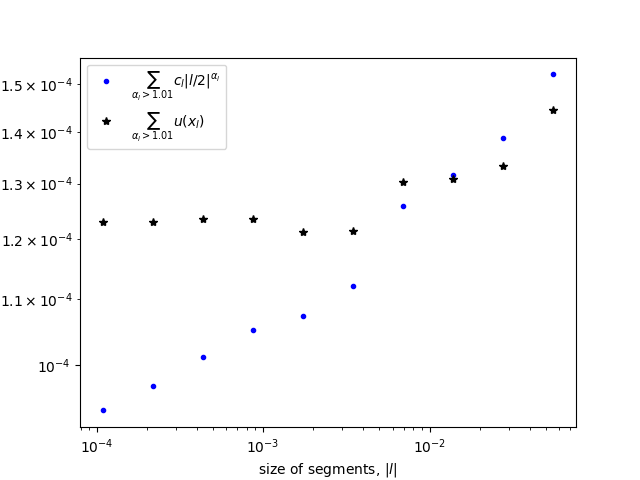 1.5 × 10⁻⁴
1.4 × 10⁻⁴
1.3 × 10⁻⁴
1.2 × 10⁻⁴
1.1 × 10⁻⁴
10⁻⁴
∑ c_l|l/2|^{α_l}
α_l>1.01
∑ u(x_l)
α_l>1.01
10⁻⁴ 10⁻³ 10⁻²
size of segments, |l|